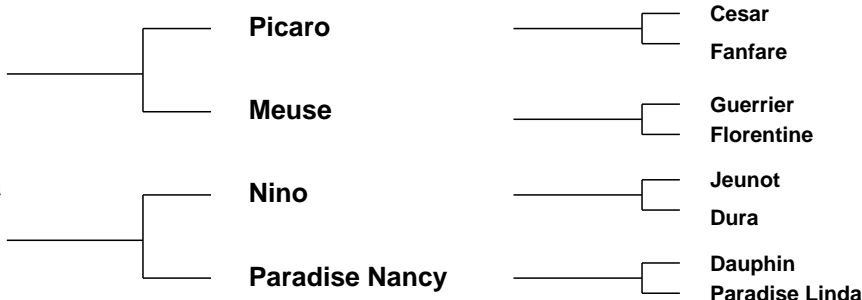 Picaro
Cesar
Fanfare
Meuse
Guerrier
Florentine
Nino
Jeunot
Dura
Paradise Nancy
Dauphin
Paradise Linda